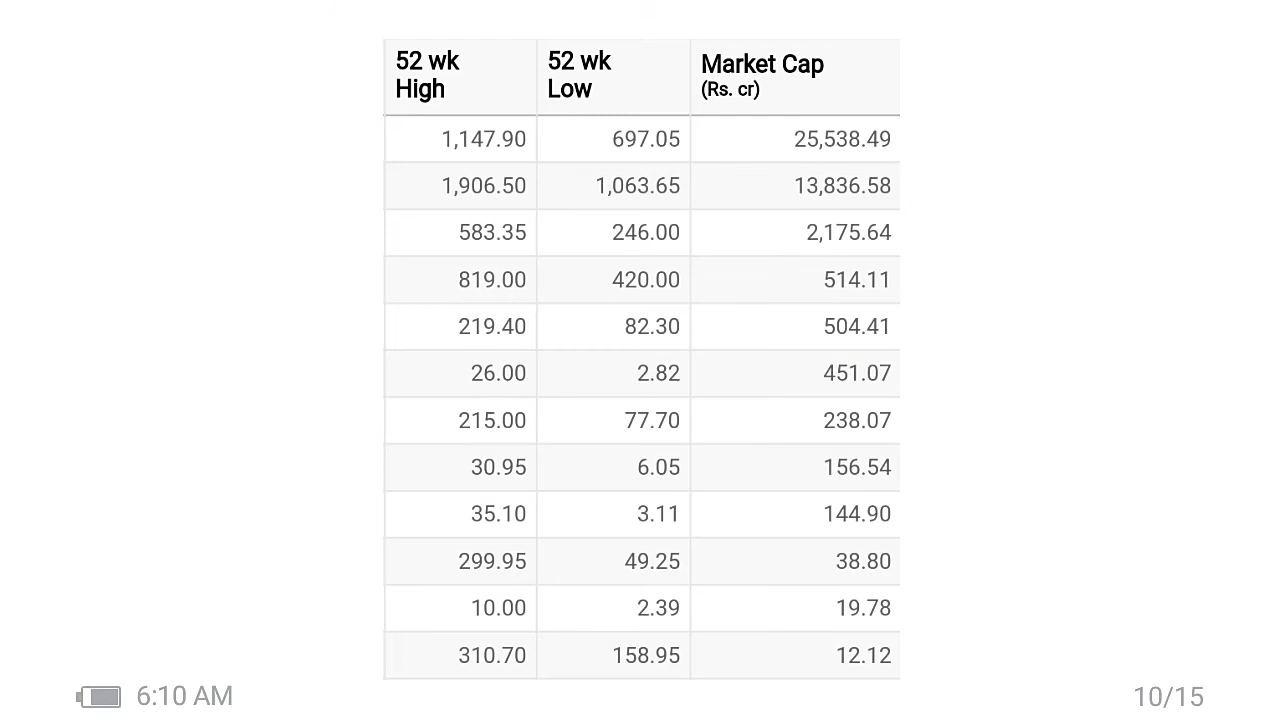 52 wk High 52 wk Low Market Cap (Rs. cr)
1,147.90 697.05 25,538.49
1,906.50 1,063.65 13,836.58
583.35 246.00 2,175.64
819.00 420.00 514.11
219.40 82.30 504.41
26.00 2.82 451.07
215.00 77.70 238.07
30.95 6.05 156.54
35.10 3.11 144.90
299.95 49.25 38.80
10.00 2.39 19.78
310.70 158.95 12.12
6:10 AM 10/15